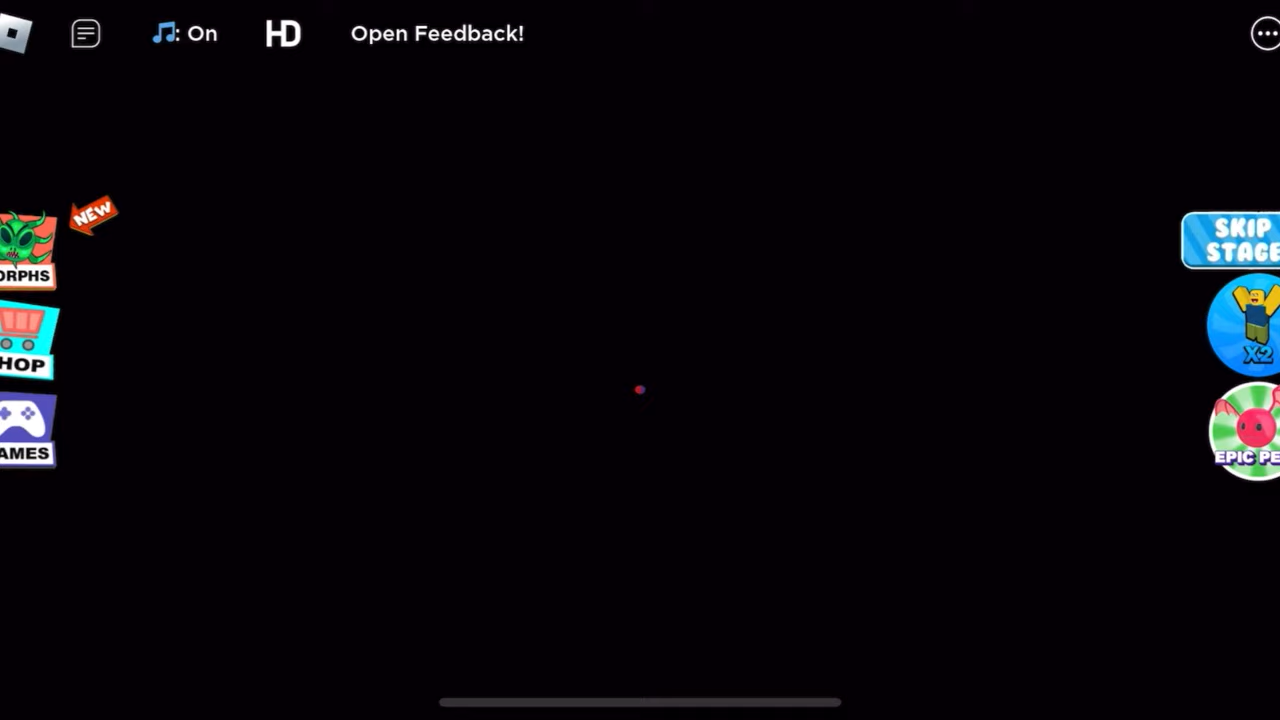 🎵: On
HD
Open Feedback!
NEW
ORPHS
HOP
AMES
SKIP
STAGE
X2
EPIC PE